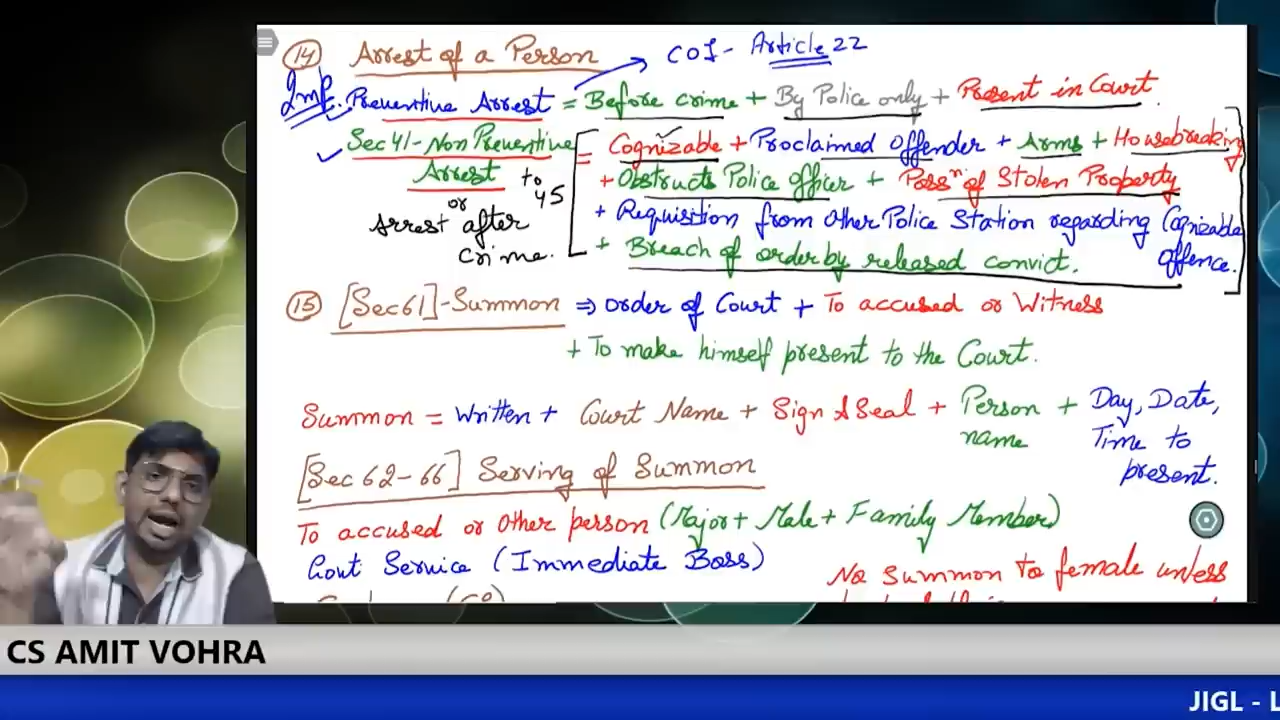 (14) Arrest of a Person → COI - Article 22
Imp. Preventive Arrest = Before crime + By Police only + Present in Court.
Sec 41 - Non Preventive Arrest to 45 or Arrest after crime.
= Cognizable + Proclaimed Offender + Arms + Housebreaking
+ Obstructs Police officer + Possn of Stolen Property
+ Requisition from Other Police Station regarding Cognizable offence.
+ Breach of order by released convict.
(15) [Sec 61] - Summon ⇒ Order of Court + To accused or Witness
+ To make himself present to the Court.
Summon = Written + Court Name + Sign & Seal + Person name + Day, Date, Time to present.
[Sec 62-66] Serving of Summon
To accused or Other person (Major + Male + Family Member)
Govt Service (Immediate Boss)
No Summon to female unless
CS AMIT VOHRA
JIGL - L